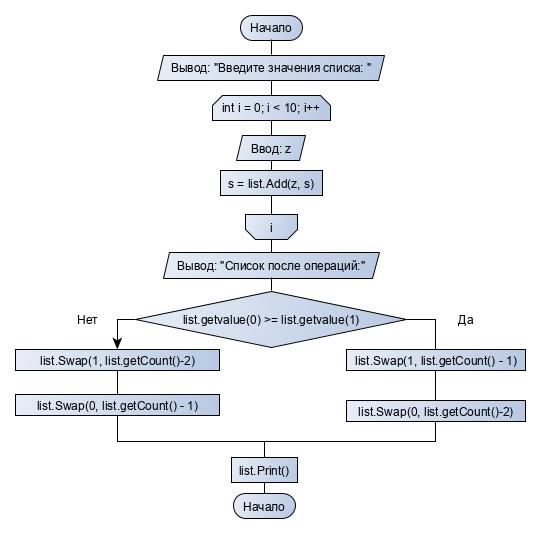 Начало
Вывод: "Введите значения списка: "
int i = 0; i < 10; i++
Ввод: z
s = list.Add(z, s)
i
Вывод: "Список после операций:"
list.getvalue(0) >= list.getvalue(1)
Нет
Да
list.Swap(1, list.getCount()-2)
list.Swap(1, list.getCount() - 1)
list.Swap(0, list.getCount() - 1)
list.Swap(0, list.getCount()-2)
list.Print()
Начало